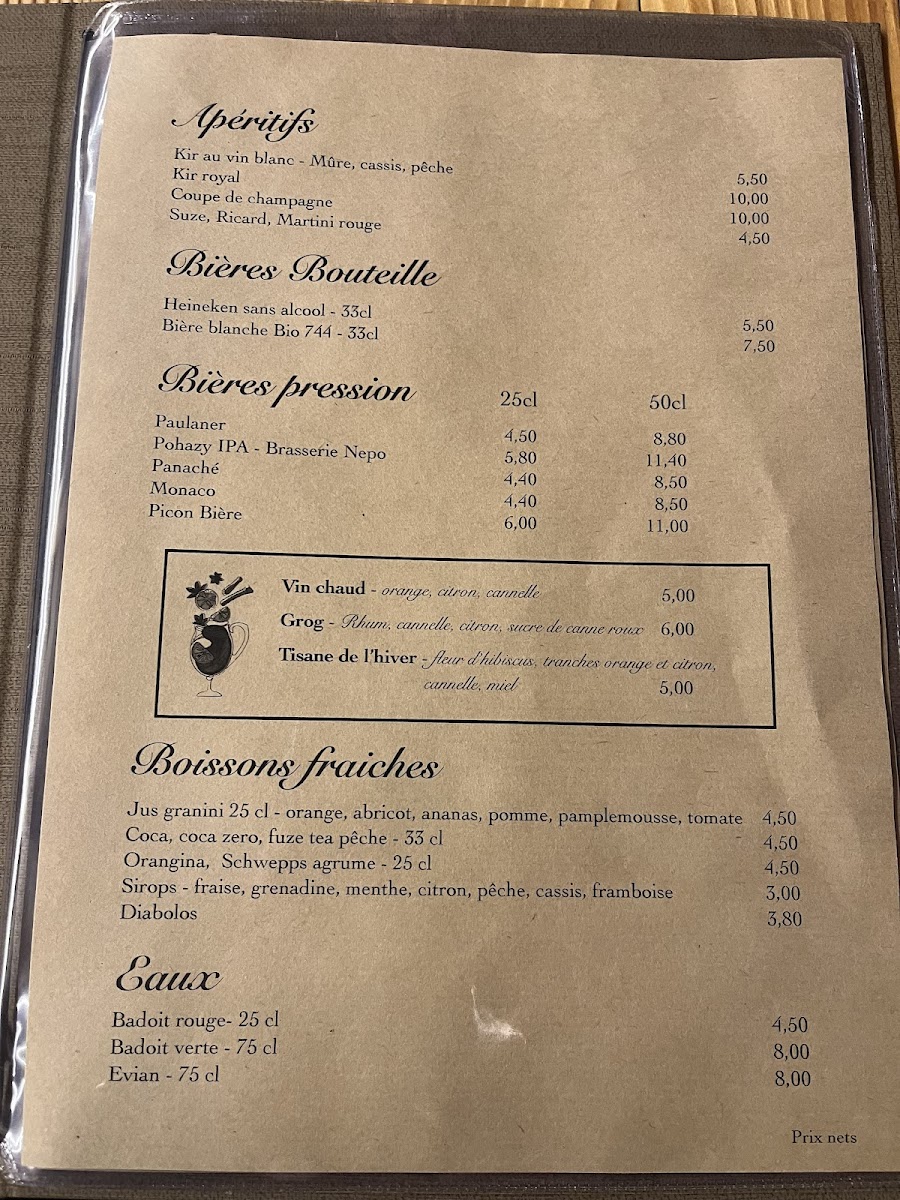 Apéritifs
Kir au vin blanc - Mûre, cassis, pêche 5,50
Kir royal 10,00
Coupe de champagne 10,00
Suze, Ricard, Martini rouge 4,50
Bières Bouteille
Heineken sans alcool - 33cl 5,50
Bière blanche Bio 744 - 33cl 7,50
Bières pression 25cl 50cl
Paulaner 4,50 8,80
Pohazy IPA - Brasserie Nepo 5,80 11,40
Panaché 4,40 8,50
Monaco 4,40 8,50
Picon Bière 6,00 11,00
Vin chaud - orange, citron, cannelle 5,00
Grog - Rhum, cannelle, citron, sucre de canne roux 6,00
Tisane de l'hiver - fleur d'hibiscus, tranches orange et citron,
cannelle, miel 5,00
Boissons fraiches
Jus granini 25 cl - orange, abricot, ananas, pomme, pamplemousse, tomate 4,50
Coca, coca zero, fuze tea pêche - 33 cl 4,50
Orangina, Schwepps agrume - 25 cl 4,50
Sirops - fraise, grenadine, menthe, citron, pêche, cassis, framboise 3,00
Diabolos 3,80
Eaux
Badoit rouge- 25 cl 4,50
Badoit verte - 75 cl 8,00
Evian - 75 cl 8,00
Prix nets